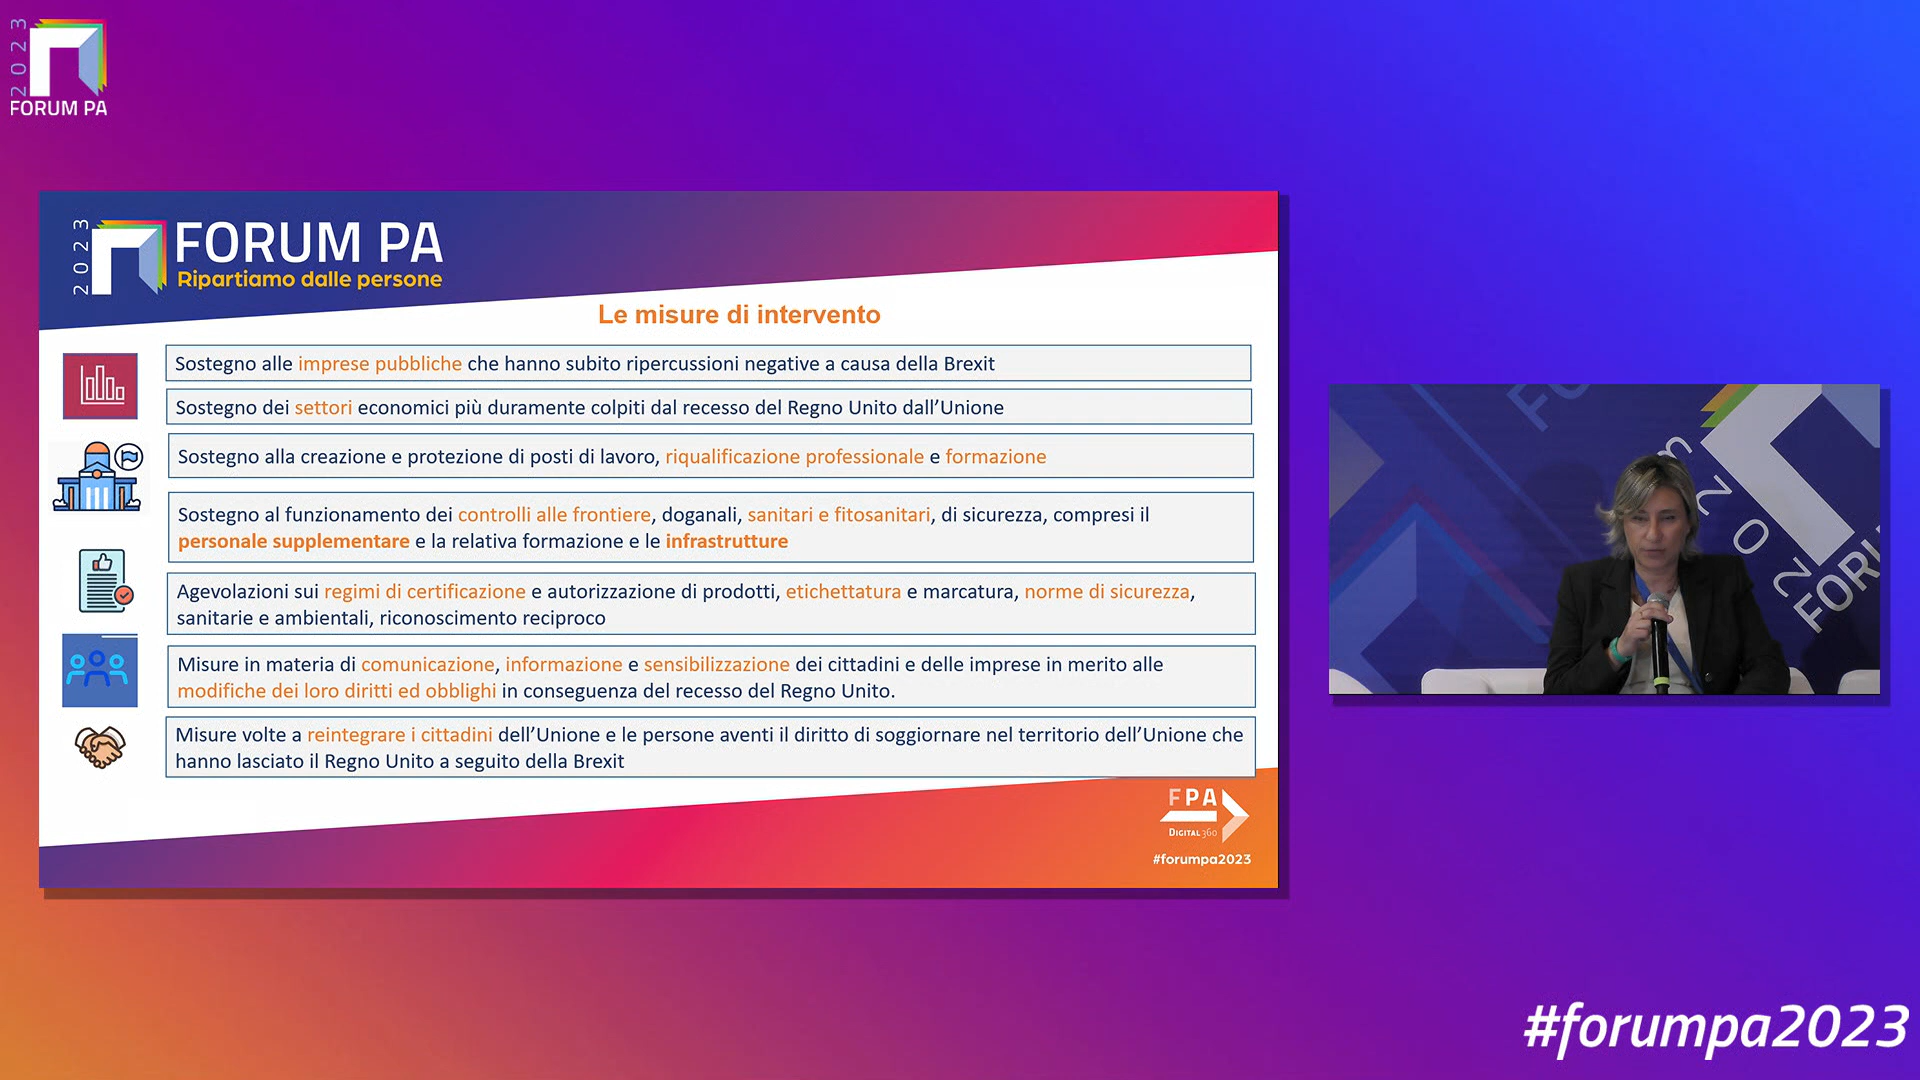 2023
FORUM PA
2023
FORUM PA
Ripartiamo dalle persone
Le misure di intervento
Sostegno alle imprese pubbliche che hanno subito ripercussioni negative a causa della Brexit
Sostegno dei settori economici più duramente colpiti dal recesso del Regno Unito dall’Unione
Sostegno alla creazione e protezione di posti di lavoro, riqualificazione professionale e formazione
Sostegno al funzionamento dei controlli alle frontiere, doganali, sanitari e fitosanitari, di sicurezza, compresi il
personale supplementare e la relativa formazione e le infrastrutture
Agevolazioni sui regimi di certificazione e autorizzazione di prodotti, etichettatura e marcatura, norme di sicurezza,
sanitarie e ambientali, riconoscimento reciproco
Misure in materia di comunicazione, informazione e sensibilizzazione dei cittadini e delle imprese in merito alle
modifiche dei loro diritti ed obblighi in conseguenza del recesso del Regno Unito.
Misure volte a reintegrare i cittadini dell’Unione e le persone aventi il diritto di soggiornare nel territorio dell’Unione che
hanno lasciato il Regno Unito a seguito della Brexit
FPA
DIGITAL360
#forumpa2023
#forumpa2023